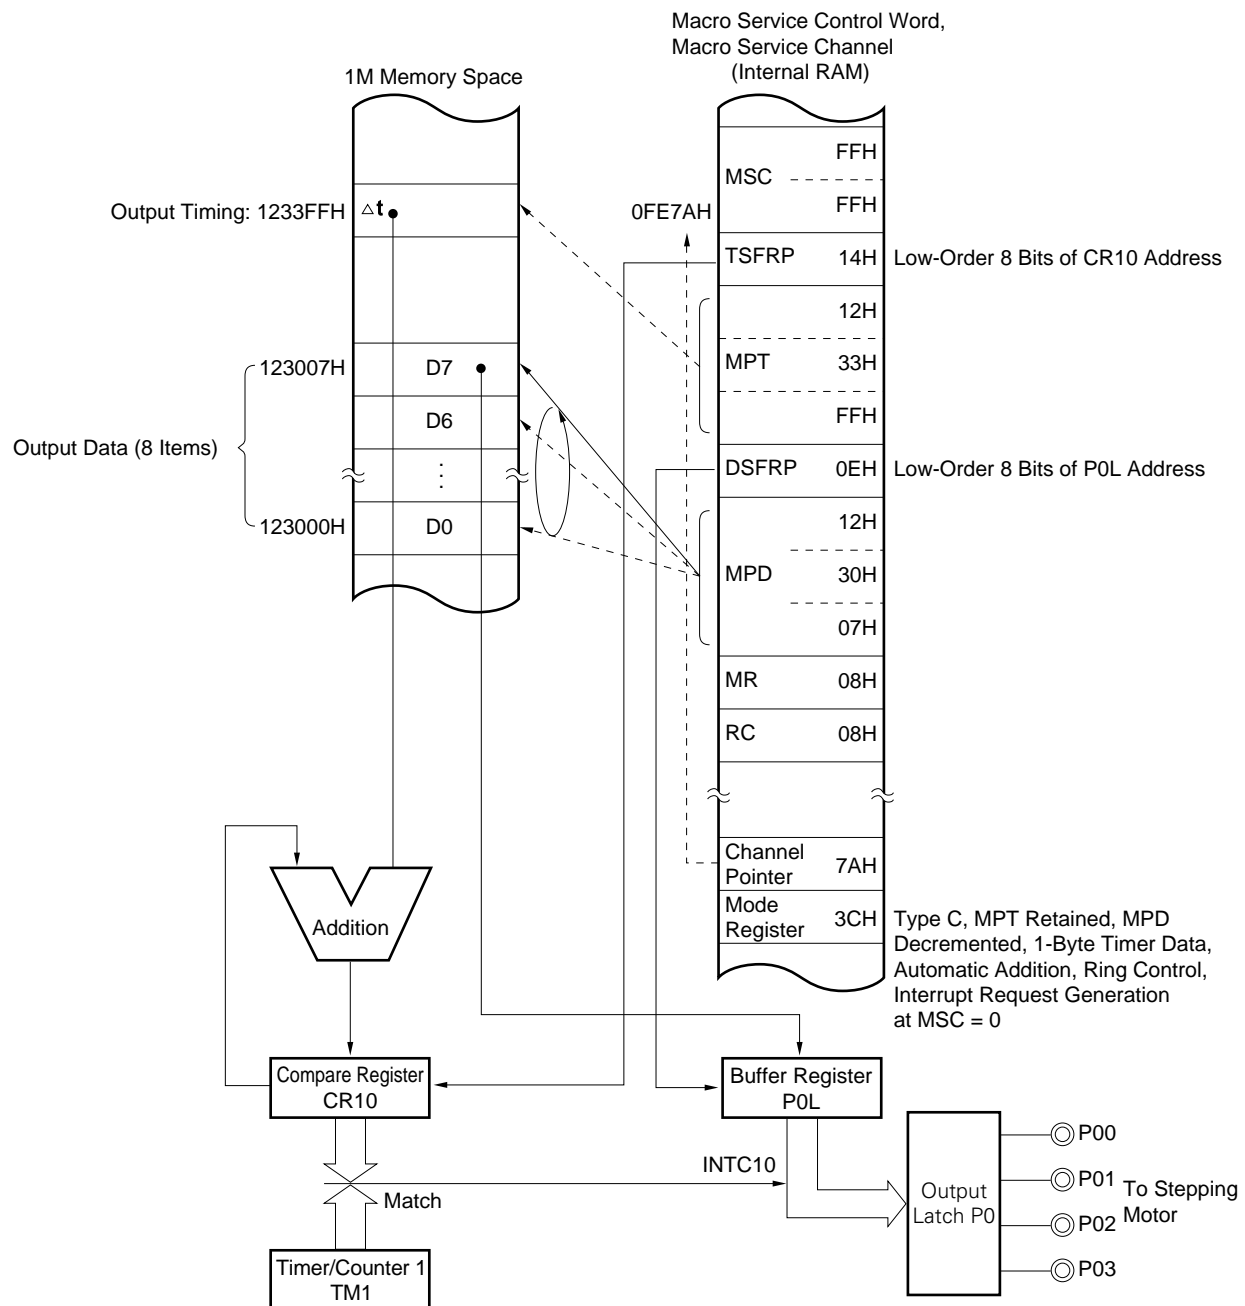 Macro Service Control Word,
Macro Service Channel
(Internal RAM)
1M Memory Space
FFH
MSC
FFH
Output Timing: 1233FFH
△t
0FE7AH
TSFRP 14H
Low-Order 8 Bits of CR10 Address
12H
MPT 33H
FFH
123007H
D7
D6
Output Data (8 Items)
⋮
123000H
D0
DSFRP 0EH
Low-Order 8 Bits of P0L Address
12H
MPD 30H
07H
MR 08H
RC 08H
Channel
Pointer 7AH
Mode
Register 3CH
Type C, MPT Retained, MPD
Decremented, 1-Byte Timer Data,
Automatic Addition, Ring Control,
Interrupt Request Generation
at MSC = 0
Addition
Compare Register
CR10
Buffer Register
P0L
INTC10
Match
Timer/Counter 1
TM1
Output
Latch P0
P00
P01
P02
P03
To Stepping
Motor